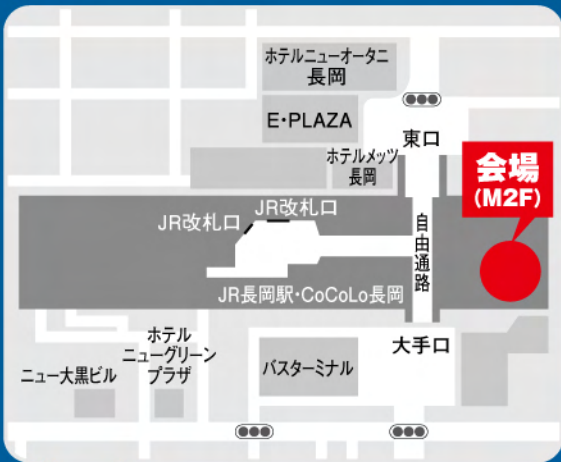 ホテルニューオータニ
長岡
E・PLAZA
東口
ホテルメッツ
長岡
会場
(M2F)
JR改札口
JR改札口
自由通路
JR長岡駅・CoCoLo長岡
ホテル
ニューグリーン
プラザ
ニュー大黒ビル
バスターミナル
大手口